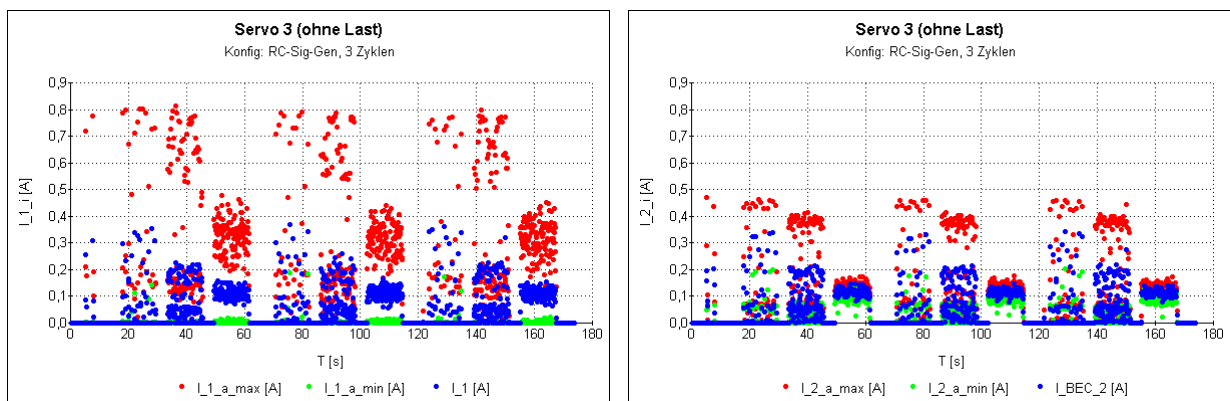 Servo 3 (ohne Last)
Konfig: RC-Sig-Gen, 3 Zyklen
I_1_i [A]
0,9
0,8
0,7
0,6
0,5
0,4
0,3
0,2
0,1
0,0
0 20 40 60 80 100 120 140 160 180
T [s]
I_1_a_max [A] I_1_a_min [A] I_1 [A]
Servo 3 (ohne Last)
Konfig: RC-Sig-Gen, 3 Zyklen
I_2_i [A]
0,9
0,8
0,7
0,6
0,5
0,4
0,3
0,2
0,1
0,0
0 20 40 60 80 100 120 140 160 180
T [s]
I_2_a_max [A] I_2_a_min [A] I_BEC_2 [A]